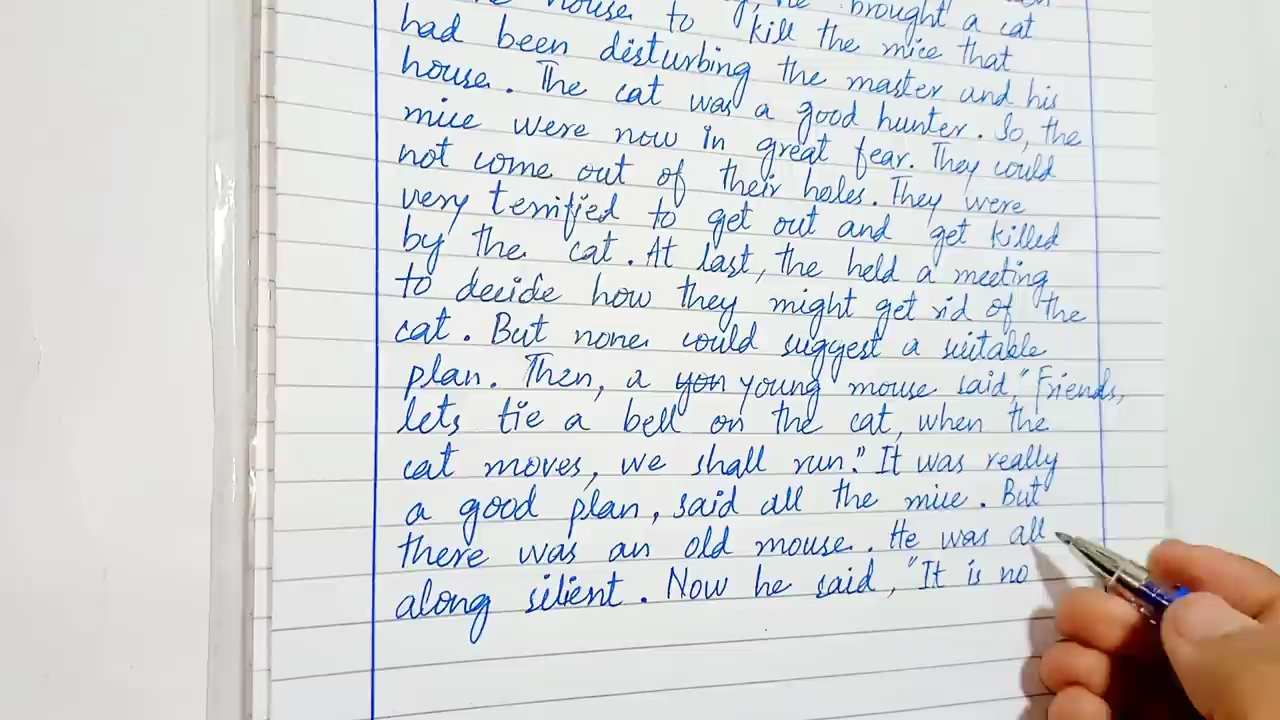 house to kill the mice that
had been disturbing the master and his
house. The cat was a good hunter. So, the
mice were now in great fear. They could
not come out of their holes. They were
very terrified to get out and get killed
by the cat. At last, the held a meeting
to decide how they might get rid of the
cat. But none could suggest a suitable
plan. Then, a yon young mouse said, "Friends,
lets tie a bell on the cat, when the
cat moves, we shall run." It was really
a good plan, said all the mice. But
there was an old mouse. He was all
along silient. Now he said, "It is no